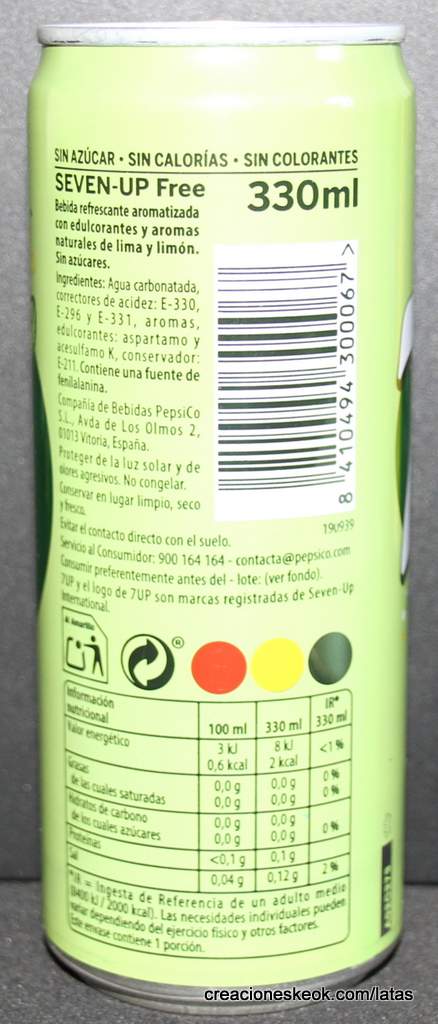 SIN AZÚCAR • SIN CALORÍAS • SIN COLORANTES
SEVEN-UP Free
330ml
Bebida refrescante aromatizada
con edulcorantes y aromas
naturales de lima y limón.
Sin azúcares.
Ingredientes: Agua carbonatada,
correctores de acidez: E-330,
E-296 y E-331, aromas,
edulcorantes: aspartamo y
acesulfamo K, conservador:
E-211. Contiene una fuente de
fenilalanina.
Compañía de Bebidas PepsiCo
S.L., Avda de Los Olmos 2,
01013 Vitoria, España.
Proteger de la luz solar y de
olores agresivos. No congelar.
Conservar en lugar limpio, seco
y fresco.
8 410494 300067 >
190939
Evitar el contacto directo con el suelo.
Servicio al Consumidor: 900 164 164 - contacta@pepsico.com
Consumir preferentemente antes del - lote: (ver fondo).
7UP y el logo de 7UP son marcas registradas de Seven-Up
International.
Al Amarillo
®
Información
nutricional
100 ml
330 ml
IR*
330 ml
Valor energético
3 kJ 8 kJ <1%
0,6 kcal 2 kcal
Grasas 0,0 g 0,0 g 0%
de las cuales saturadas 0,0 g 0,0 g 0%
Hidratos de carbono 0,0 g 0,0 g
de los cuales azúcares 0,0 g 0,0 g 0%
Proteínas <0,1 g 0,1 g
Sal 0,04 g 0,12 g 2%
*IR = Ingesta de Referencia de un adulto medio
(8400 kJ / 2000 kcal). Las necesidades individuales pueden
variar dependiendo del ejercicio físico y otros factores.
Este envase contiene 1 porción.
creacioneskeok.com/latas